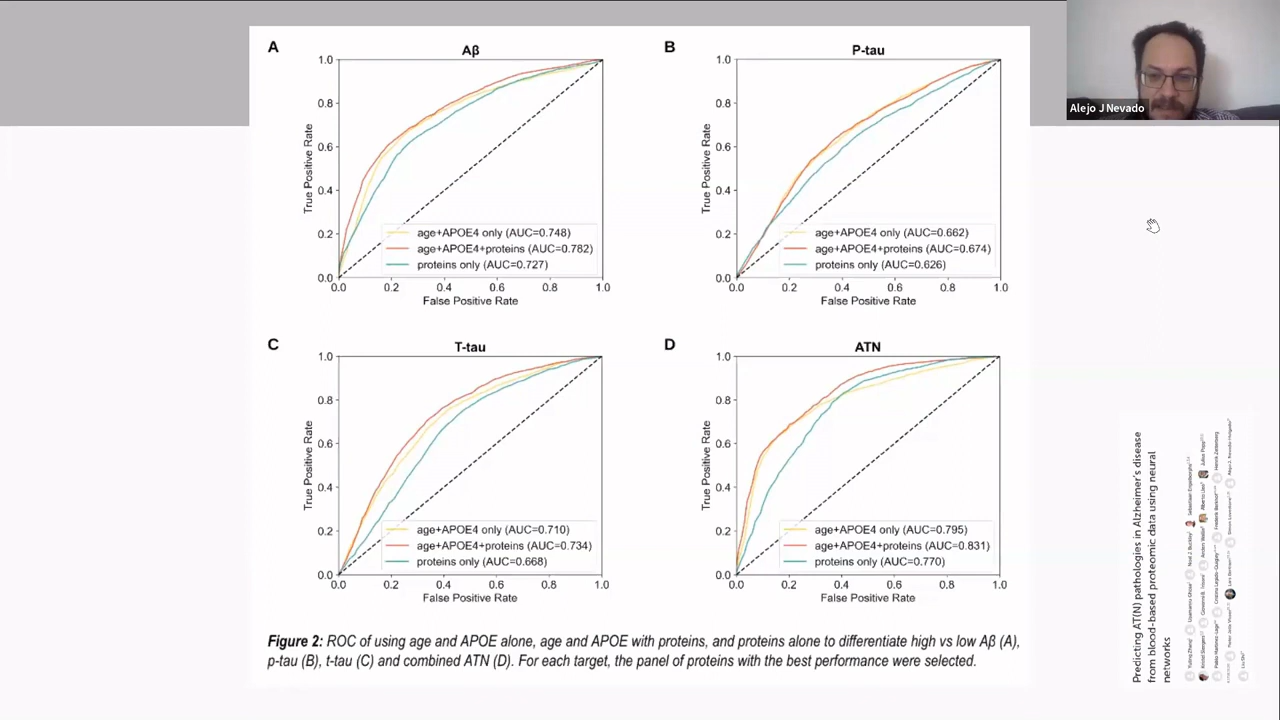 Alejo J Nevado
A
Aβ
True Positive Rate
1.0
0.8
0.6
0.4
0.2
0.0
age+APOE4 only (AUC=0.748)
age+APOE4+proteins (AUC=0.782)
proteins only (AUC=0.727)
0.0 0.2 0.4 0.6 0.8 1.0
False Positive Rate
B
P-tau
True Positive Rate
1.0
0.8
0.6
0.4
0.2
0.0
age+APOE4 only (AUC=0.662)
age+APOE4+proteins (AUC=0.674)
proteins only (AUC=0.626)
0.0 0.2 0.4 0.6 0.8 1.0
False Positive Rate
C
T-tau
True Positive Rate
1.0
0.8
0.6
0.4
0.2
0.0
age+APOE4 only (AUC=0.710)
age+APOE4+proteins (AUC=0.734)
proteins only (AUC=0.668)
0.0 0.2 0.4 0.6 0.8 1.0
False Positive Rate
D
ATN
True Positive Rate
1.0
0.8
0.6
0.4
0.2
0.0
age+APOE4 only (AUC=0.795)
age+APOE4+proteins (AUC=0.831)
proteins only (AUC=0.770)
0.0 0.2 0.4 0.6 0.8 1.0
False Positive Rate
Figure 2: ROC of using age and APOE alone, age and APOE with proteins, and proteins alone to differentiate high vs low Aβ (A),
p-tau (B), t-tau (C) and combined ATN (D). For each target, the panel of proteins with the best performance were selected.
Predicting AT(N) pathologies in Alzheimer's disease
from blood-based proteomic data using neural
networks